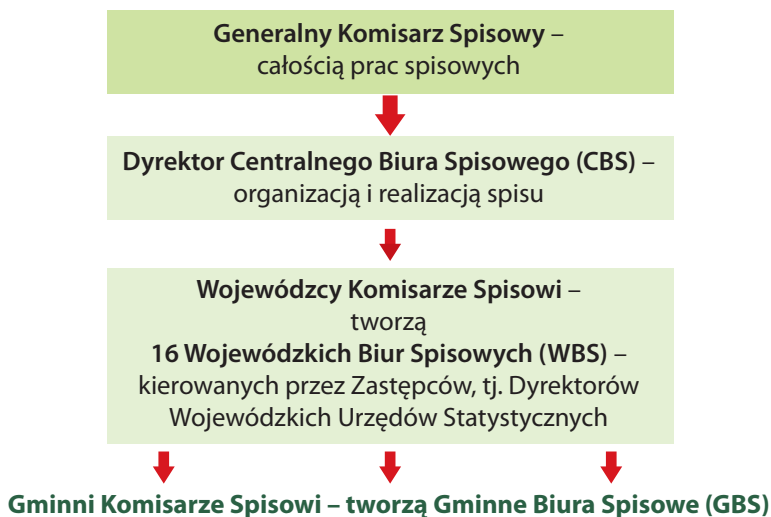 Generalny Komisarz Spisowy –
całością prac spisowych
Dyrektor Centralnego Biura Spisowego (CBS) –
organizacją i realizacją spisu
Wojewódzcy Komisarze Spisowi –
tworzą
16 Wojewódzkich Biur Spisowych (WBS) –
kierowanych przez Zastępców, tj. Dyrektorów
Wojewódzkich Urzędów Statystycznych
Gminni Komisarze Spisowi – tworzą Gminne Biura Spisowe (GBS)